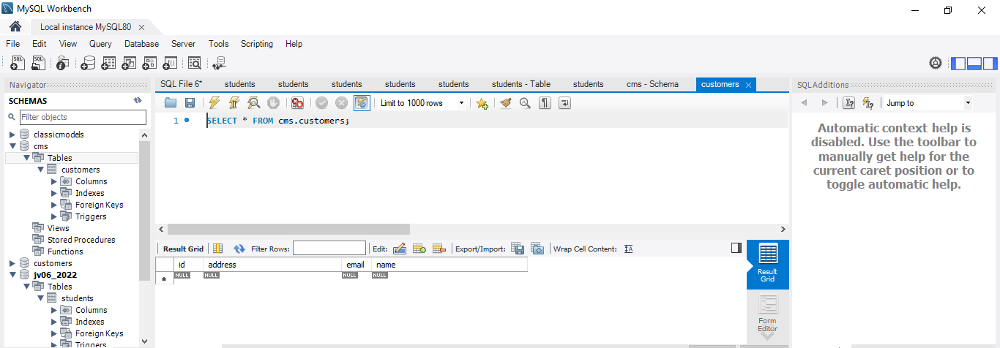 MySQL Workbench
Local instance MySQL80
File Edit View Query Database Server Tools Scripting Help
Navigator
SCHEMAS
Filter objects
classicmodels
cms
Tables
customers
Columns
Indexes
Foreign Keys
Triggers
Views
Stored Procedures
Functions
customers
jv06_2022
Tables
students
Columns
Indexes
Foreign Keys
Triggers
SQL File 6* students students students students students students - Table students cms - Schema customers
Limit to 1000 rows
1 SELECT * FROM cms.customers;
Result Grid Filter Rows: Edit: Export/Import: Wrap Cell Content:
id address email name
NULL NULL NULL NULL
Result
Grid
Form
Editor
SQLAdditions
Jump to
Automatic context help is
disabled. Use the toolbar to
manually get help for the
current caret position or to
toggle automatic help.